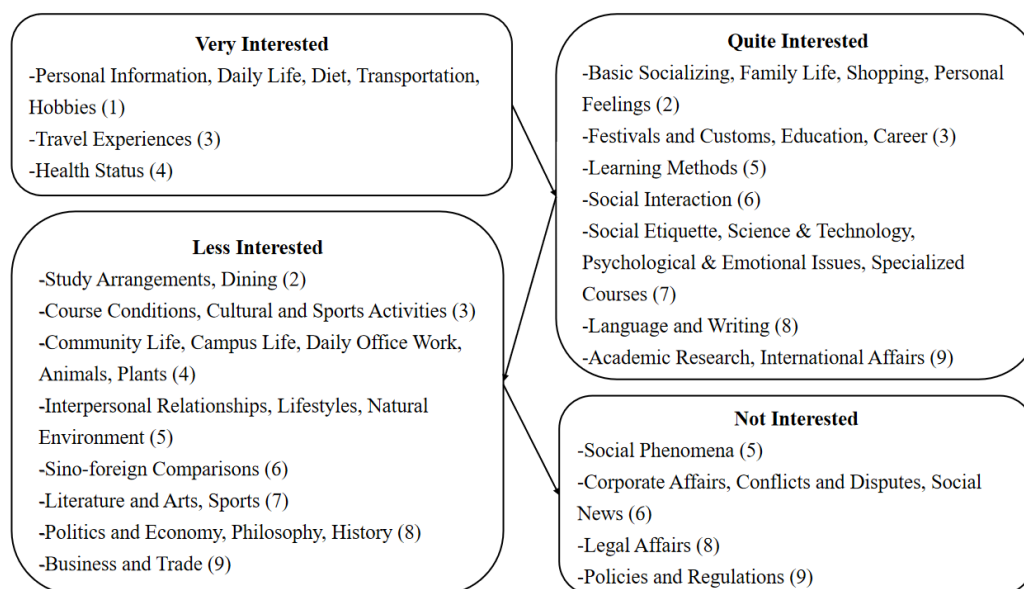 Very Interested
-Personal Information, Daily Life, Diet, Transportation,
Hobbies (1)
-Travel Experiences (3)
-Health Status (4)
Quite Interested
-Basic Socializing, Family Life, Shopping, Personal
Feelings (2)
-Festivals and Customs, Education, Career (3)
-Learning Methods (5)
-Social Interaction (6)
-Social Etiquette, Science & Technology,
Psychological & Emotional Issues, Specialized
Courses (7)
-Language and Writing (8)
-Academic Research, International Affairs (9)
Less Interested
-Study Arrangements, Dining (2)
-Course Conditions, Cultural and Sports Activities (3)
-Community Life, Campus Life, Daily Office Work,
Animals, Plants (4)
-Interpersonal Relationships, Lifestyles, Natural
Environment (5)
-Sino-foreign Comparisons (6)
-Literature and Arts, Sports (7)
-Politics and Economy, Philosophy, History (8)
-Business and Trade (9)
Not Interested
-Social Phenomena (5)
-Corporate Affairs, Conflicts and Disputes, Social
News (6)
-Legal Affairs (8)
-Policies and Regulations (9)